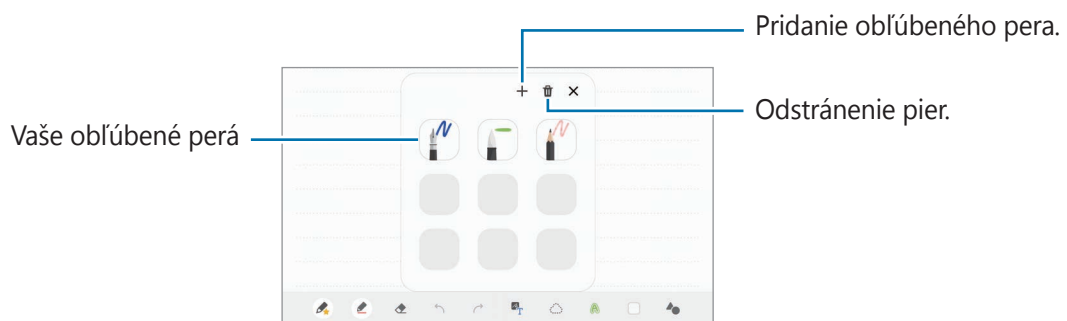 Pridanie obľúbeného pera.
Odstránenie pier.
Vaše obľúbené perá